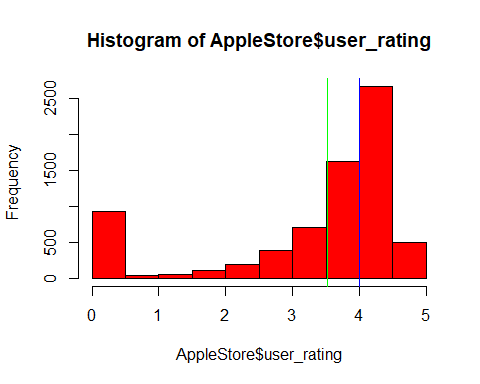 Histogram of AppleStore$user_rating
Frequency
2500
1500
500
0
0 1 2 3 4 5
AppleStore$user_rating